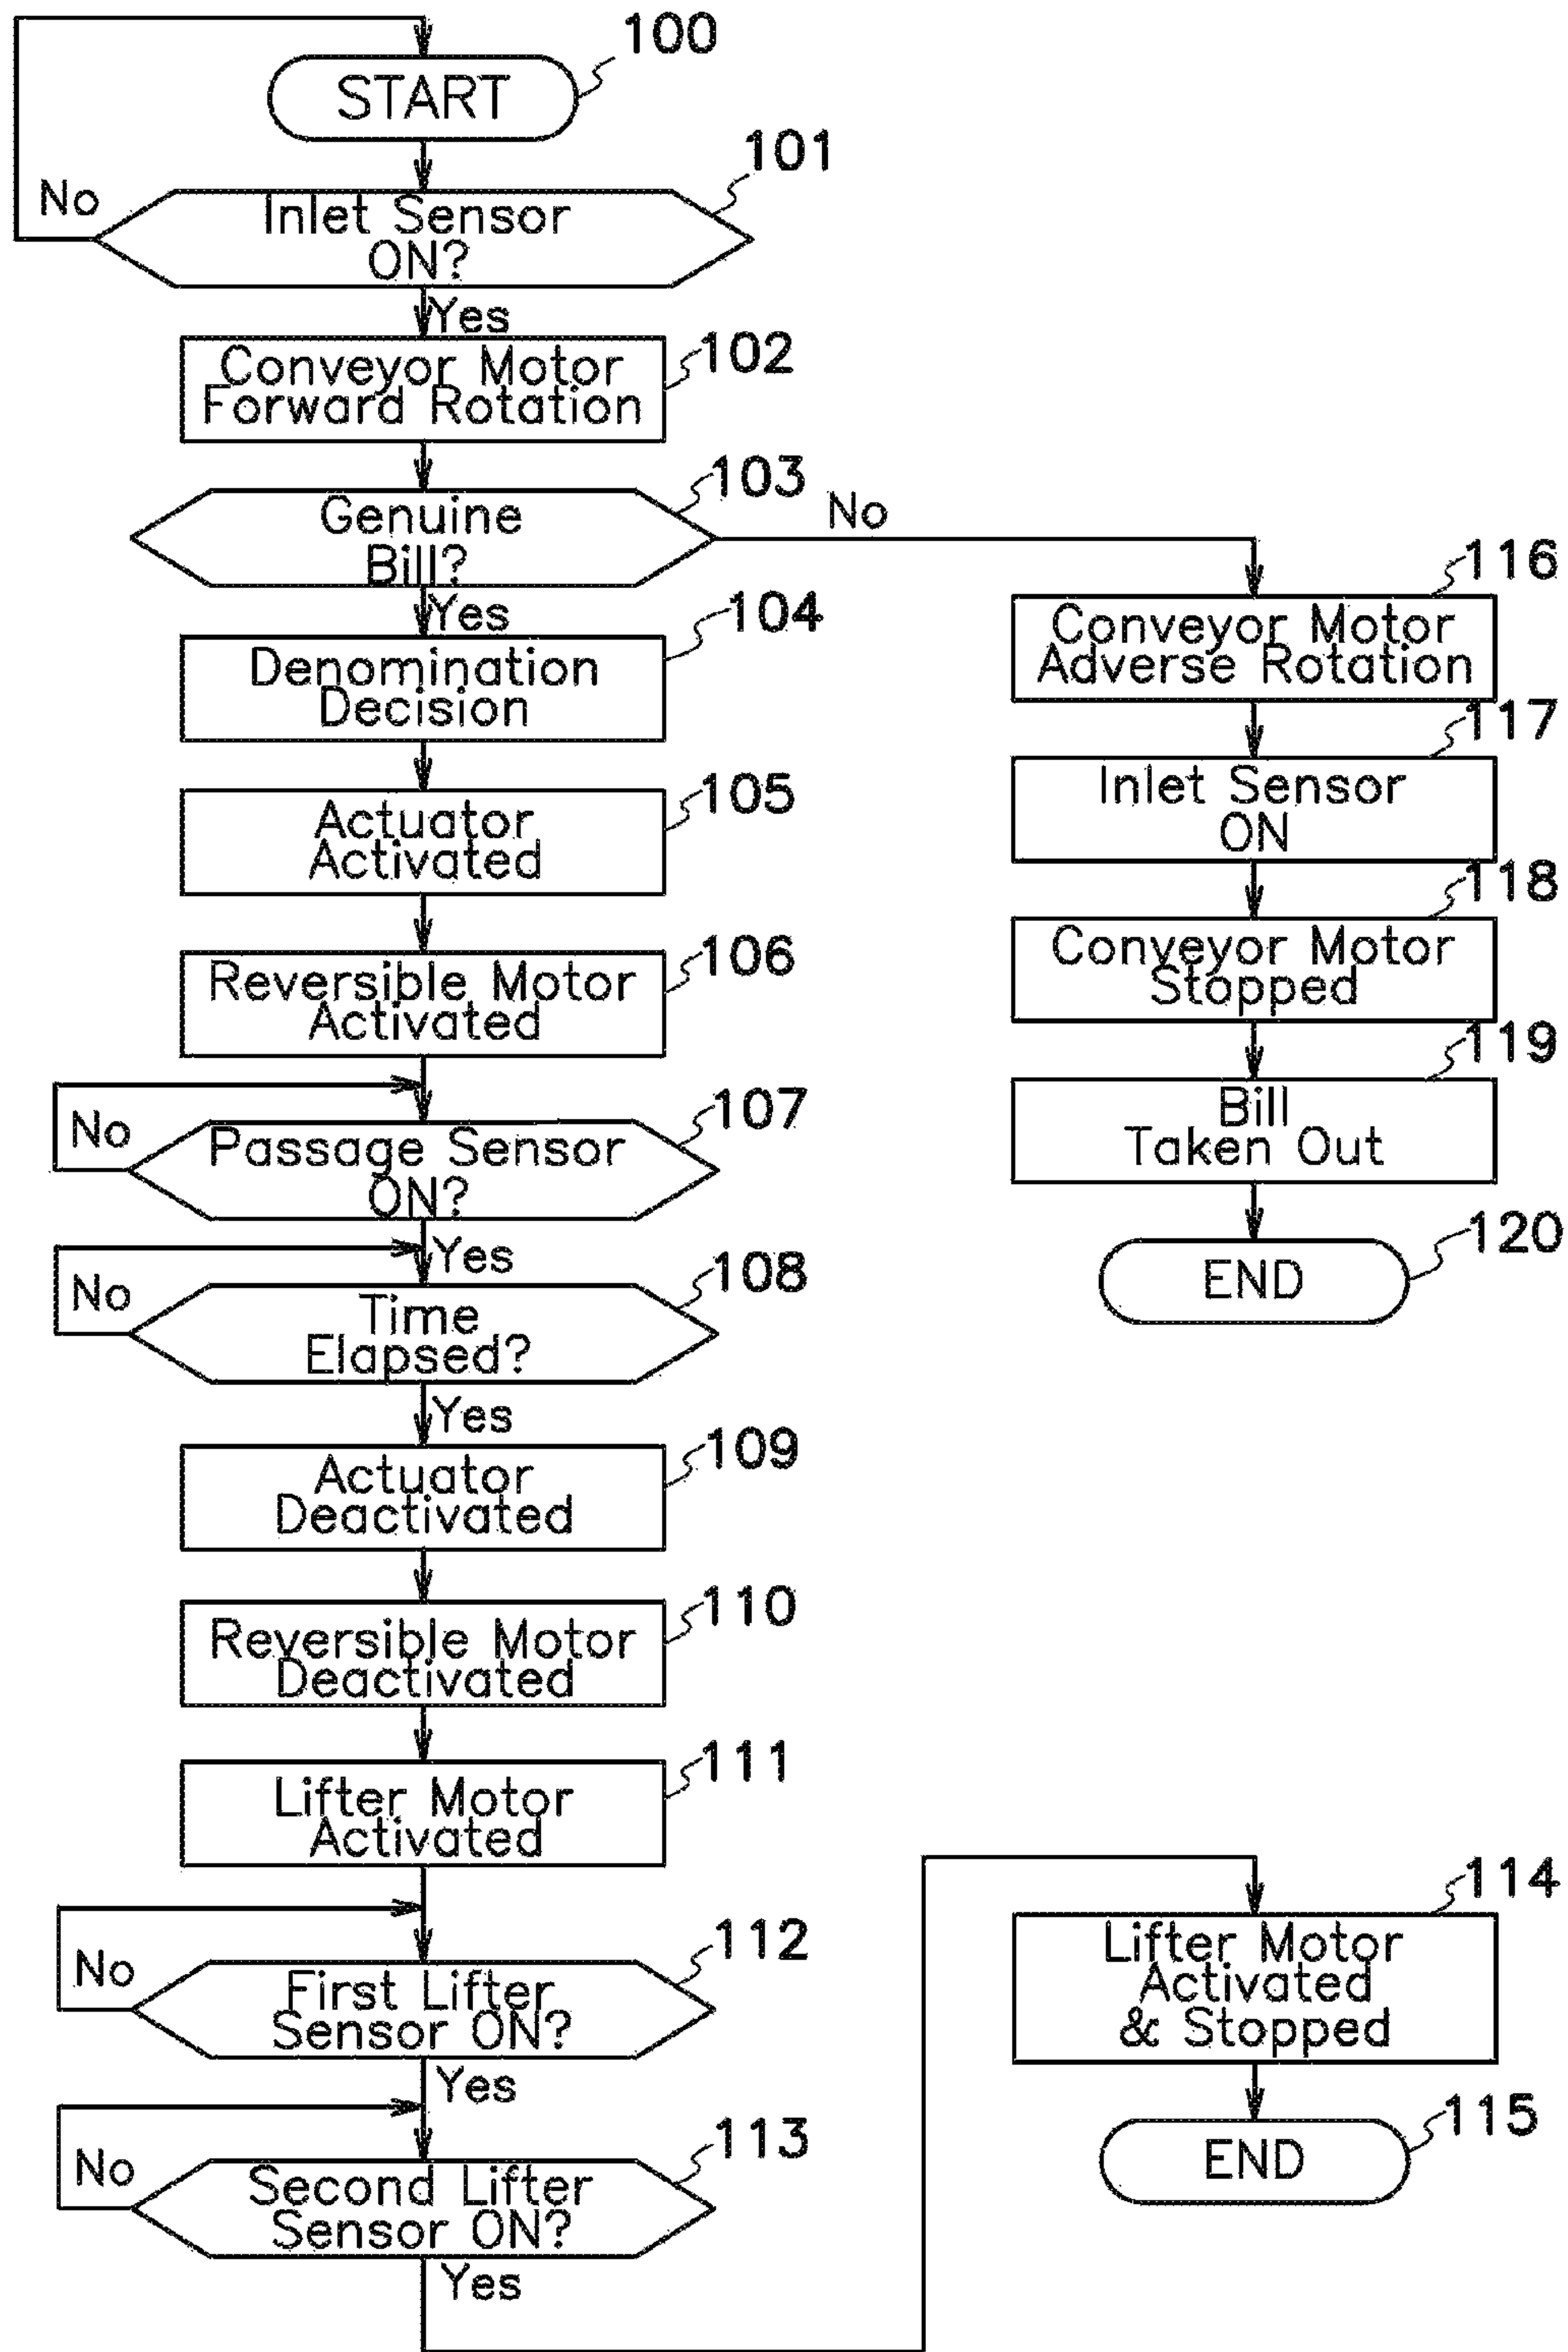 100
START
101
No
Inlet Sensor
ON?
Yes
102
Conveyor Motor
Forward Rotation
103
Genuine
Bill?
No
Yes
104
Denomination
Decision
105
Actuator
Activated
106
Reversible Motor
Activated
107
No
Passage Sensor
ON?
Yes
108
No
Time
Elapsed?
Yes
109
Actuator
Deactivated
110
Reversible Motor
Deactivated
111
Lifter Motor
Activated
112
No
First Lifter
Sensor ON?
Yes
113
No
Second Lifter
Sensor ON?
Yes
114
Lifter Motor
Activated
& Stopped
115
END
116
Conveyor Motor
Adverse Rotation
117
Inlet Sensor
ON
118
Conveyor Motor
Stopped
119
Bill
Taken Out
120
END